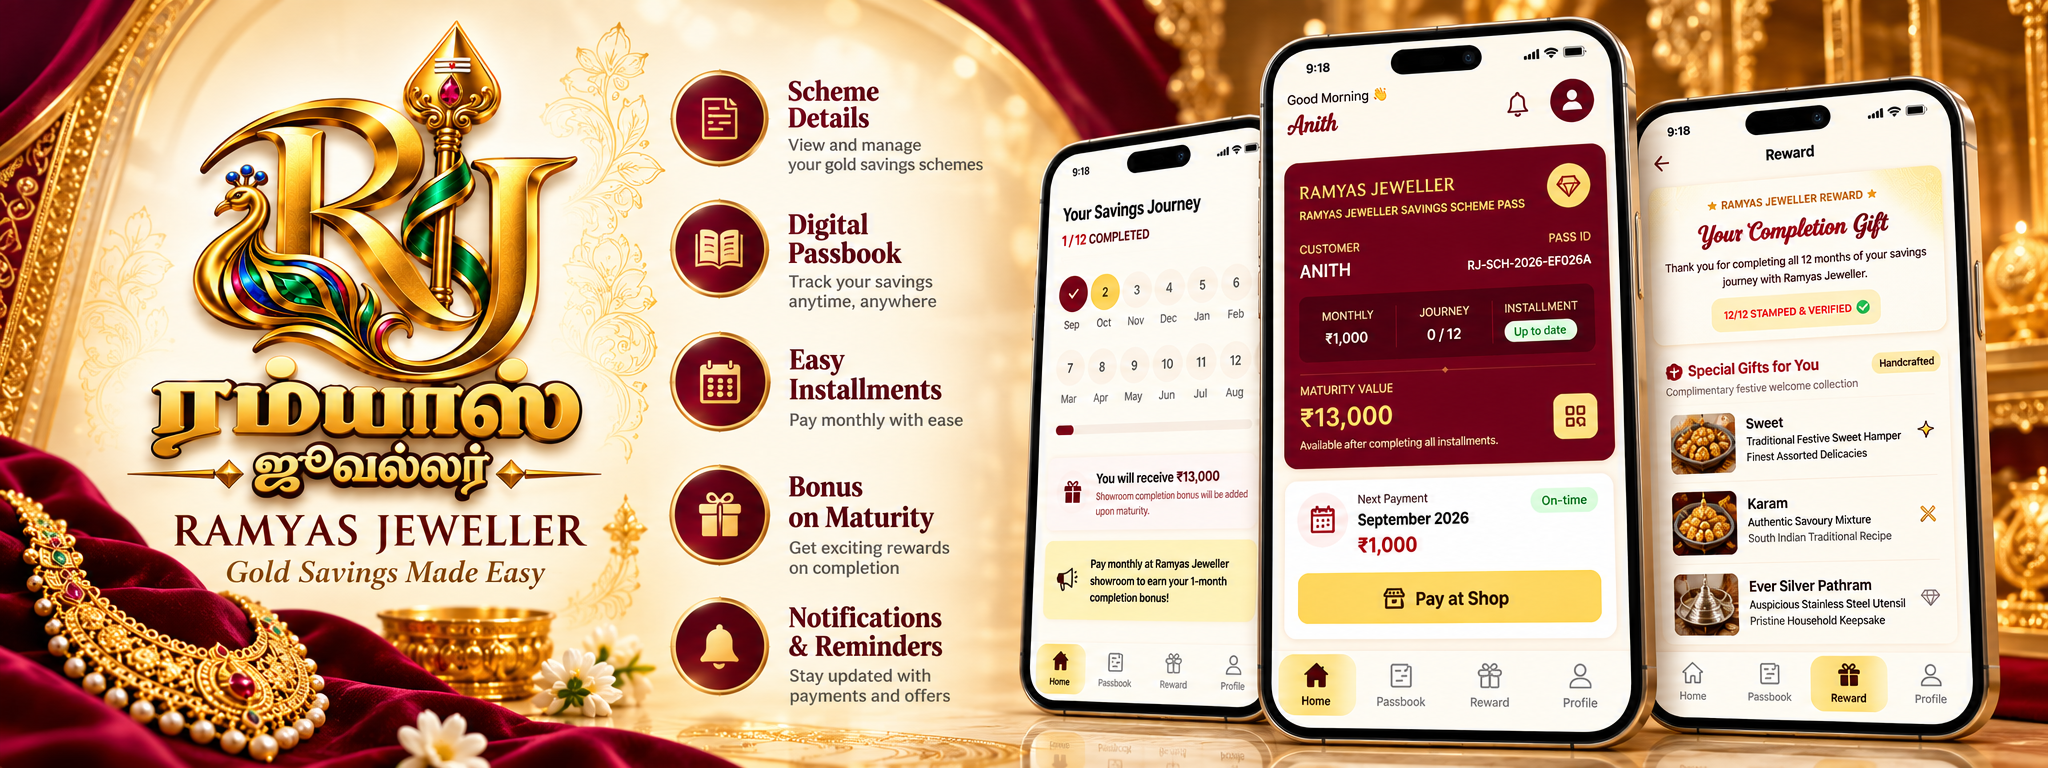 RJ
ரம்யாஸ்
ஜூவல்லர்
RAMYAS JEWELLER
Gold Savings Made Easy
Scheme
Details
View and manage
your gold savings schemes
Digital
Passbook
Track your savings
anytime, anywhere
Easy
Installments
Pay monthly with ease
Bonus
on Maturity
Get exciting rewards
on completion
Notifications
& Reminders
Stay updated with
payments and offers
9:18
Your Savings Journey
1/12 COMPLETED
2 3 4 5 6
Sep Oct Nov Dec Jan Feb
7 8 9 10 11 12
Mar Apr May Jun Jul Aug
You will receive ₹13,000
Showroom completion bonus will be added
upon maturity.
Pay monthly at Ramyas Jeweller
showroom to earn your 1-month
completion bonus!
Home Passbook Reward Profile
9:18
Good Morning 👋
Anith
RAMYAS JEWELLER
RAMYAS JEWELLER SAVINGS SCHEME PASS
CUSTOMER PASS ID
ANITH RJ-SCH-2026-EF026A
MONTHLY JOURNEY INSTALLMENT
₹1,000 0/12 Up to date
MATURITY VALUE
₹13,000
Available after completing all installments.
Next Payment On-time
September 2026
₹1,000
Pay at Shop
Home Passbook Reward Profile
9:18
Reward
★ RAMYAS JEWELLER REWARD ★
Your Completion Gift
Thank you for completing all 12 months of your savings
journey with Ramyas Jeweller.
12/12 STAMPED & VERIFIED
Special Gifts for You Handcrafted
Complimentary festive welcome collection
Sweet
Traditional Festive Sweet Hamper
Finest Assorted Delicacies
Karam
Authentic Savoury Mixture
South Indian Traditional Recipe
Ever Silver Pathram
Auspicious Stainless Steel Utensil
Pristine Household Keepsake
Home Passbook Reward Profile